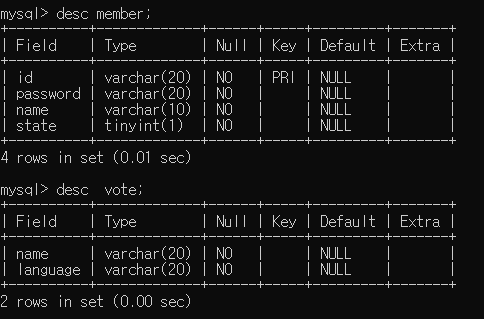 mysql> desc member;
+----------+-------------+------+-----+---------+-------+
| Field    | Type        | Null | Key | Default | Extra |
+----------+-------------+------+-----+---------+-------+
| id       | varchar(20) | NO   | PRI | NULL    |       |
| password | varchar(20) | NO   |     | NULL    |       |
| name     | varchar(10) | NO   |     | NULL    |       |
| state    | tinyint(1)  | NO   |     | NULL    |       |
+----------+-------------+------+-----+---------+-------+
4 rows in set (0.01 sec)
mysql> desc  vote;
+----------+-------------+------+-----+---------+-------+
| Field    | Type        | Null | Key | Default | Extra |
+----------+-------------+------+-----+---------+-------+
| name     | varchar(20) | NO   |     | NULL    |       |
| language | varchar(20) | NO   |     | NULL    |       |
+----------+-------------+------+-----+---------+-------+
2 rows in set (0.00 sec)